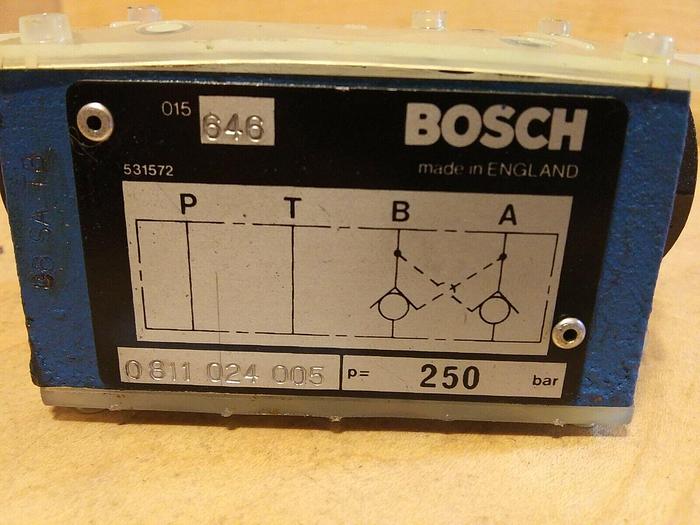 015 646 BOSCH
531572 made in ENGLAND
P T B A
0 811 024 005 p= 250 bar